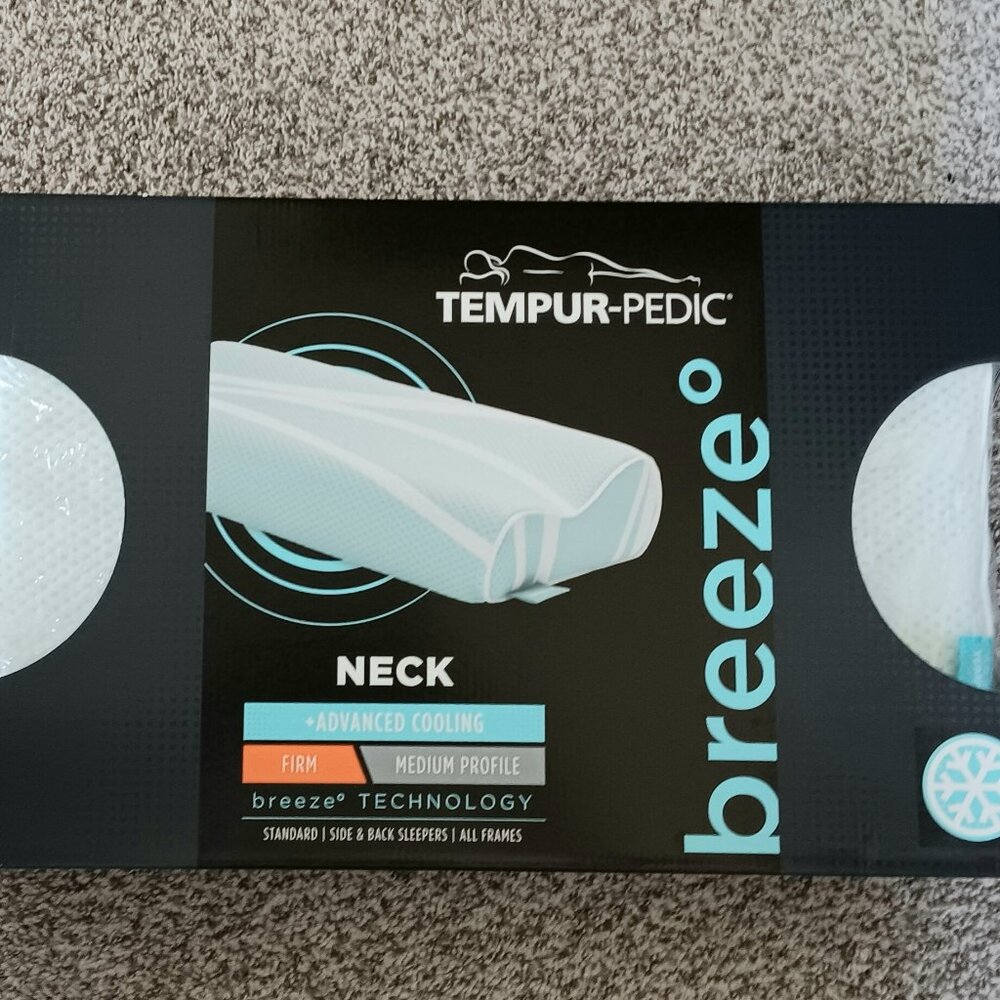 TEMPUR-PEDIC®
breeze°
NECK
+ADVANCED COOLING
FIRM
MEDIUM PROFILE
breeze° TECHNOLOGY
STANDARD | SIDE & BACK SLEEPERS | ALL FRAMES